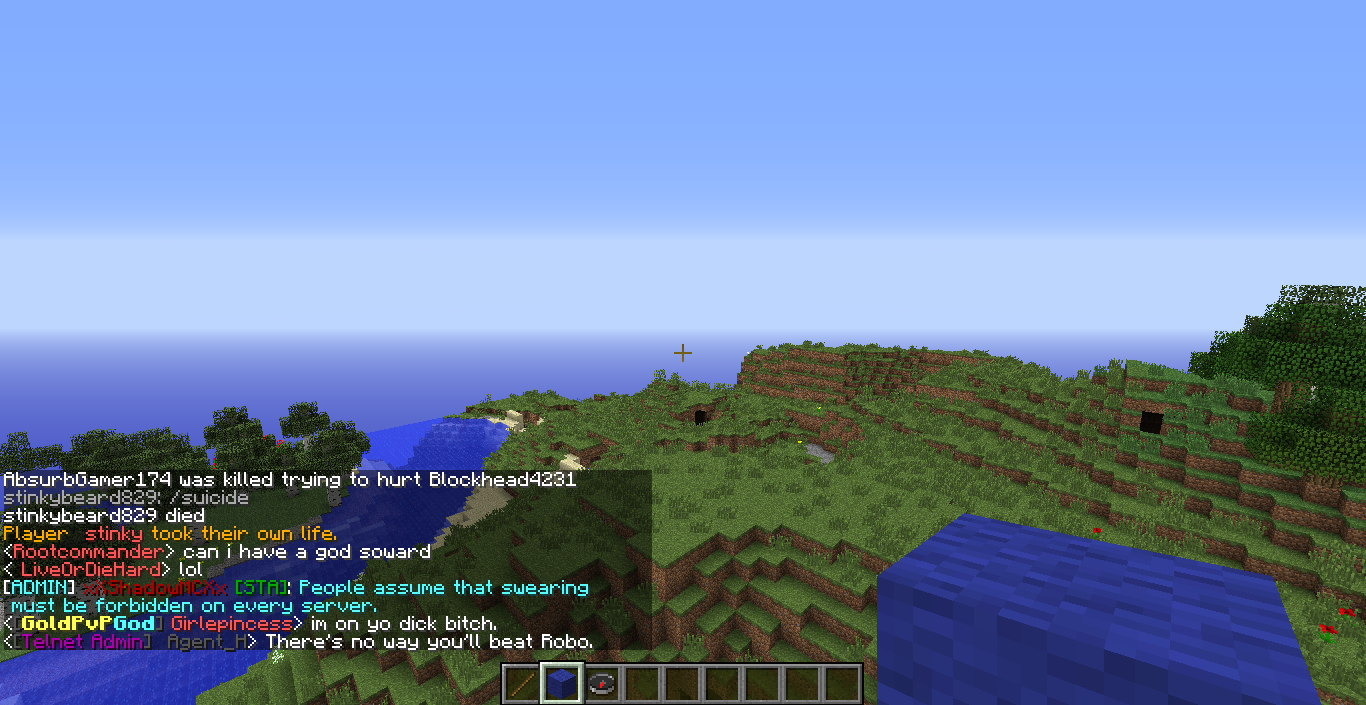 AbsurbGamer174 was killed trying to hurt Blockhead4231
stinkybeard829: /suicide
stinkybeard829 died
Player stinky took their own life.
<Rootcommander> can i have a god soward
< LiveOrDieHard> lol
[ADMIN] xXShadowMCXx [STA]: People assume that swearing
must be forbidden on every server.
<[GoldPvPGod] Girlepincess> im on yo dick bitch.
<[Telnet Admin] Agent_H> There's no way you'll beat Robo.